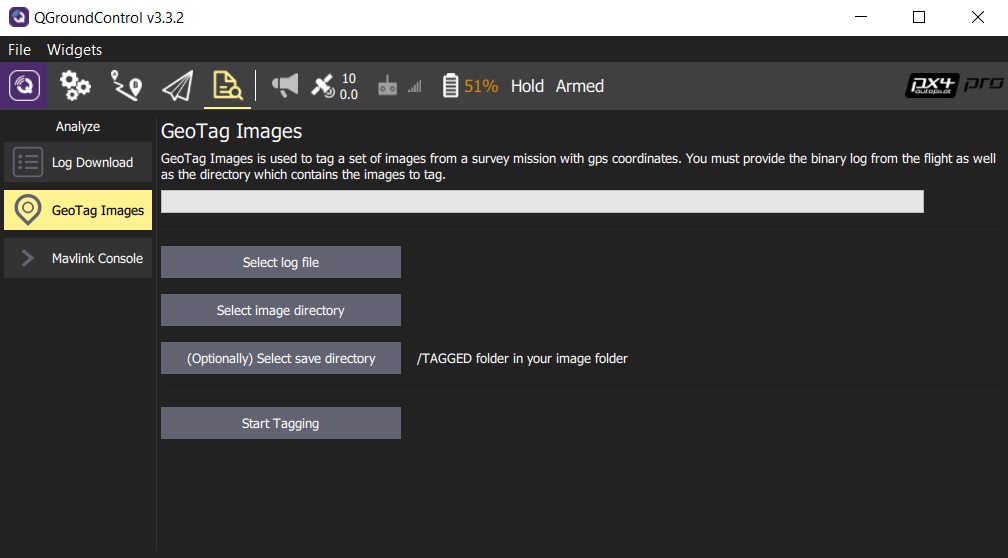 QGroundControl v3.3.2
File Widgets
10
0.0
51% Hold Armed
px4 pro
autopilot
Analyze
Log Download
GeoTag Images
Mavlink Console
GeoTag Images
GeoTag Images is used to tag a set of images from a survey mission with gps coordinates. You must provide the binary log from the flight as well
as the directory which contains the images to tag.
Select log file
Select image directory
(Optionally) Select save directory /TAGGED folder in your image folder
Start Tagging